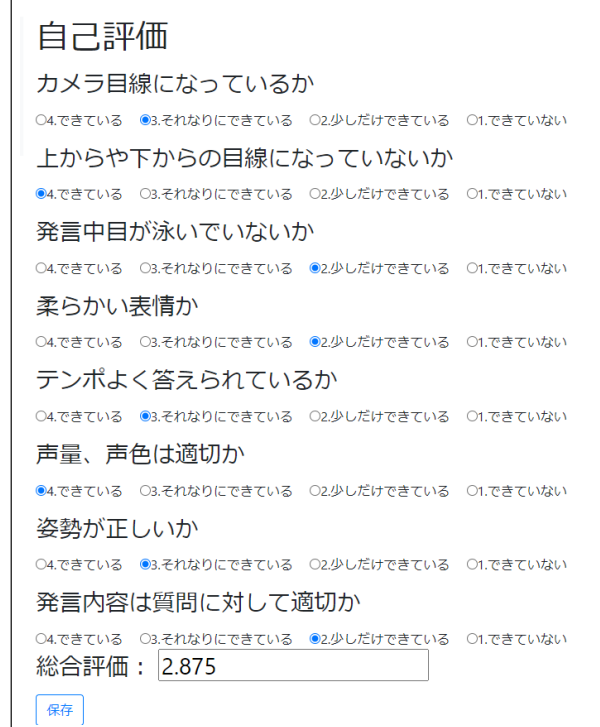 自己評価
カメラ目線になっているか
○4.できている ◉3.それなりにできている ○2.少しだけできている ○1.できていない
上からや下からの目線になっていないか
◉4.できている ○3.それなりにできている ○2.少しだけできている ○1.できていない
発言中目が泳いでいないか
○4.できている ○3.それなりにできている ◉2.少しだけできている ○1.できていない
柔らかい表情か
○4.できている ○3.それなりにできている ◉2.少しだけできている ○1.できていない
テンポよく答えられているか
○4.できている ◉3.それなりにできている ○2.少しだけできている ○1.できていない
声量、声色は適切か
◉4.できている ○3.それなりにできている ○2.少しだけできている ○1.できていない
姿勢が正しいか
○4.できている ◉3.それなりにできている ○2.少しだけできている ○1.できていない
発言内容は質問に対して適切か
○4.できている ○3.それなりにできている ◉2.少しだけできている ○1.できていない
総合評価： 2.875
保存